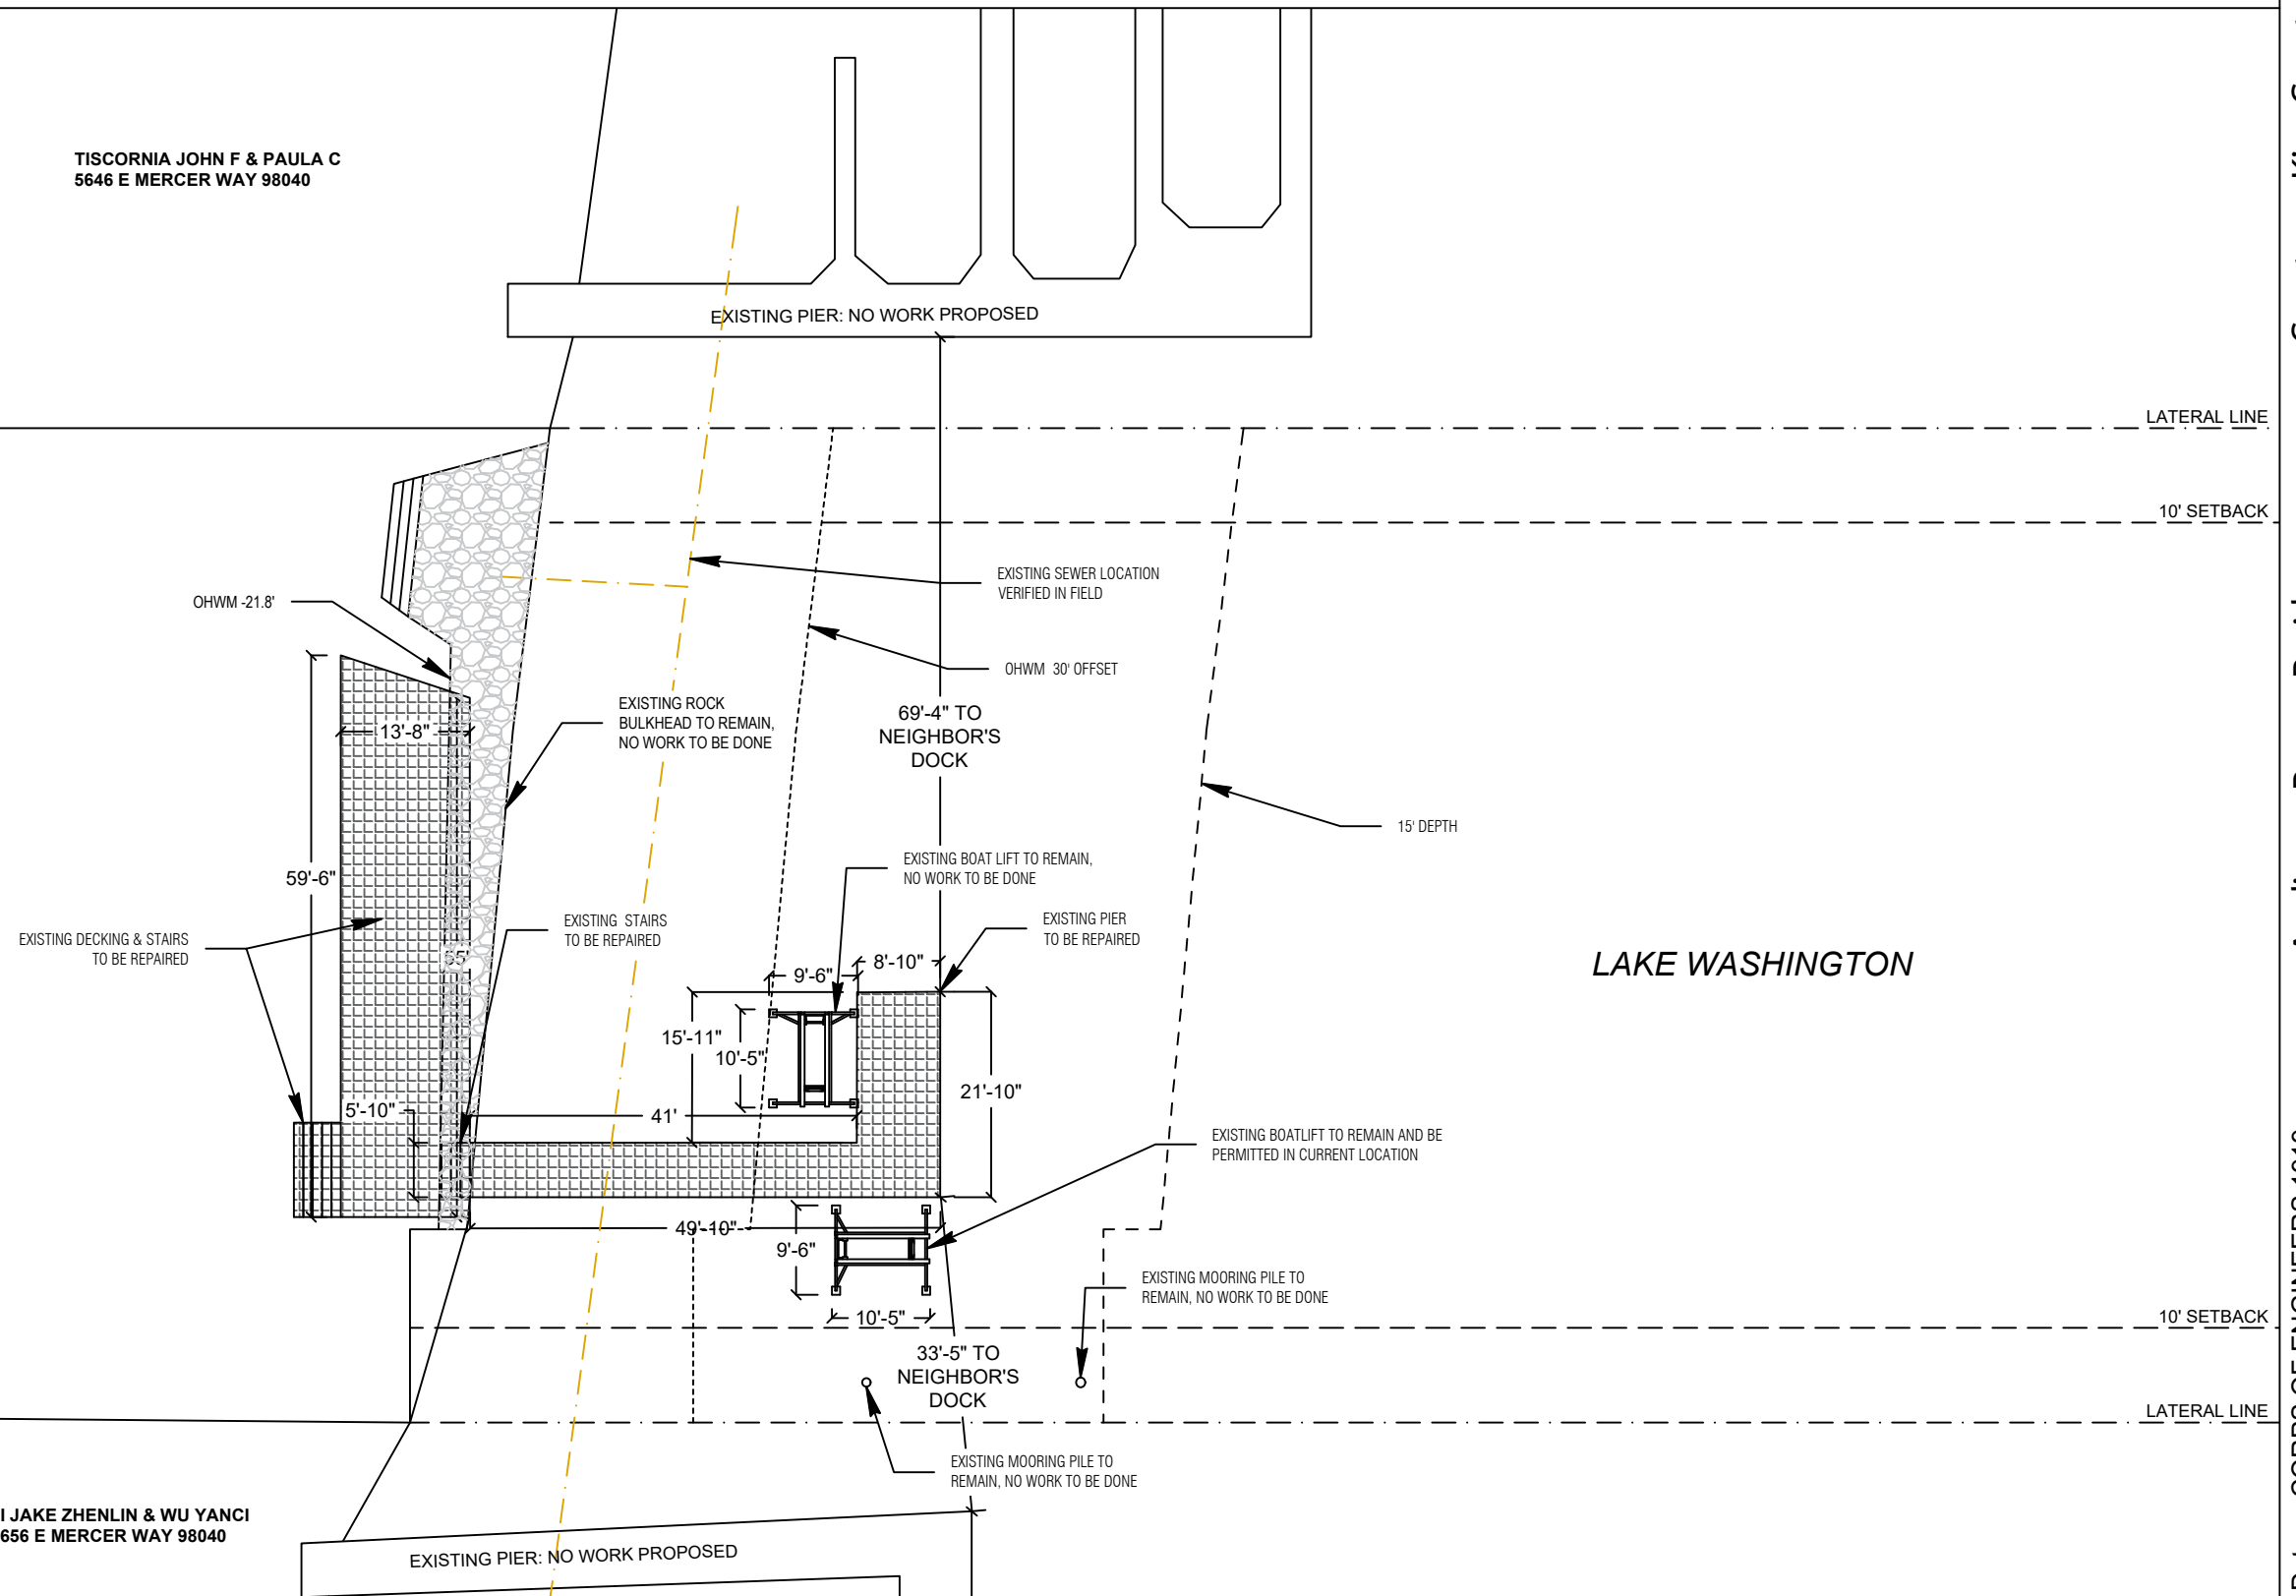 TISCORNIA JOHN F & PAULA C
5646 E MERCER WAY 98040
EXISTING PIER: NO WORK PROPOSED
LATERAL LINE
10' SETBACK
EXISTING SEWER LOCATION
VERIFIED IN FIELD
OHWM -21.8'
OHWM 30' OFFSET
EXISTING ROCK
BULKHEAD TO REMAIN,
NO WORK TO BE DONE
69'-4" TO
NEIGHBOR'S
DOCK
13'-8"
15' DEPTH
EXISTING BOAT LIFT TO REMAIN,
NO WORK TO BE DONE
59'-6"
EXISTING STAIRS
TO BE REPAIRED
EXISTING PIER
TO BE REPAIRED
EXISTING DECKING & STAIRS
TO BE REPAIRED
LAKE WASHINGTON
8'-10"
9'-6"
15'-11"
10'-5"
21'-10"
5'-10"
41'
EXISTING BOATLIFT TO REMAIN AND BE
PERMITTED IN CURRENT LOCATION
49'-10"
9'-6"
EXISTING MOORING PILE TO
REMAIN, NO WORK TO BE DONE
10'-5"
10' SETBACK
33'-5" TO
NEIGHBOR'S
DOCK
LATERAL LINE
EXISTING MOORING PILE TO
REMAIN, NO WORK TO BE DONE
I JAKE ZHENLIN & WU YANCI
656 E MERCER WAY 98040
EXISTING PIER: NO WORK PROPOSED